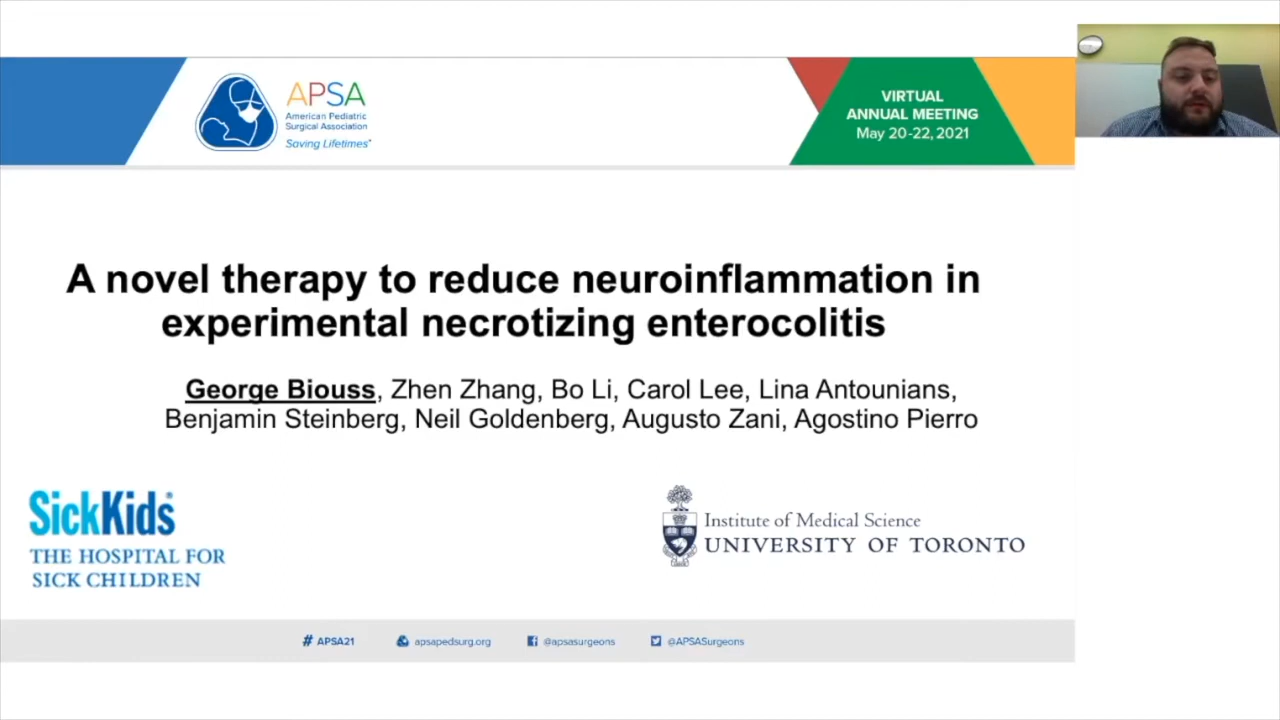 APSA
American Pediatric
Surgical Association
Saving Lifetimes
VIRTUAL
ANNUAL MEETING
May 20-22, 2021
A novel therapy to reduce neuroinflammation in
experimental necrotizing enterocolitis
George Biouss, Zhen Zhang, Bo Li, Carol Lee, Lina Antounians,
Benjamin Steinberg, Neil Goldenberg, Augusto Zani, Agostino Pierro
SickKids®
THE HOSPITAL FOR
SICK CHILDREN
Institute of Medical Science
UNIVERSITY OF TORONTO
# APSA21 apsapedsurg.org @apsasurgeons @APSASurgeons